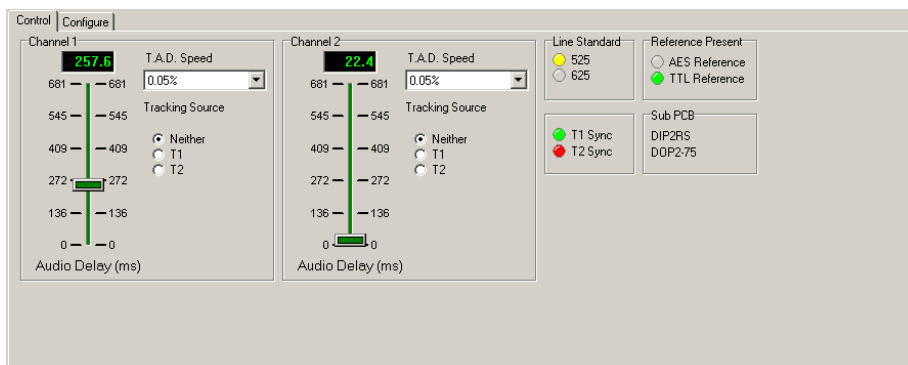 Control Configure
Channel 1
257.6
T.A.D. Speed
0.05%
681 681
545 545
409 409
272 272
136 136
0 0
Tracking Source
Neither
T1
T2
Audio Delay (ms)
Channel 2
22.4
T.A.D. Speed
0.05%
681 681
545 545
409 409
272 272
136 136
0 0
Tracking Source
Neither
T1
T2
Audio Delay (ms)
Line Standard
525
625
Reference Present
AES Reference
TTL Reference
T1 Sync
T2 Sync
Sub PCB
DIP2RS
DOP2-75